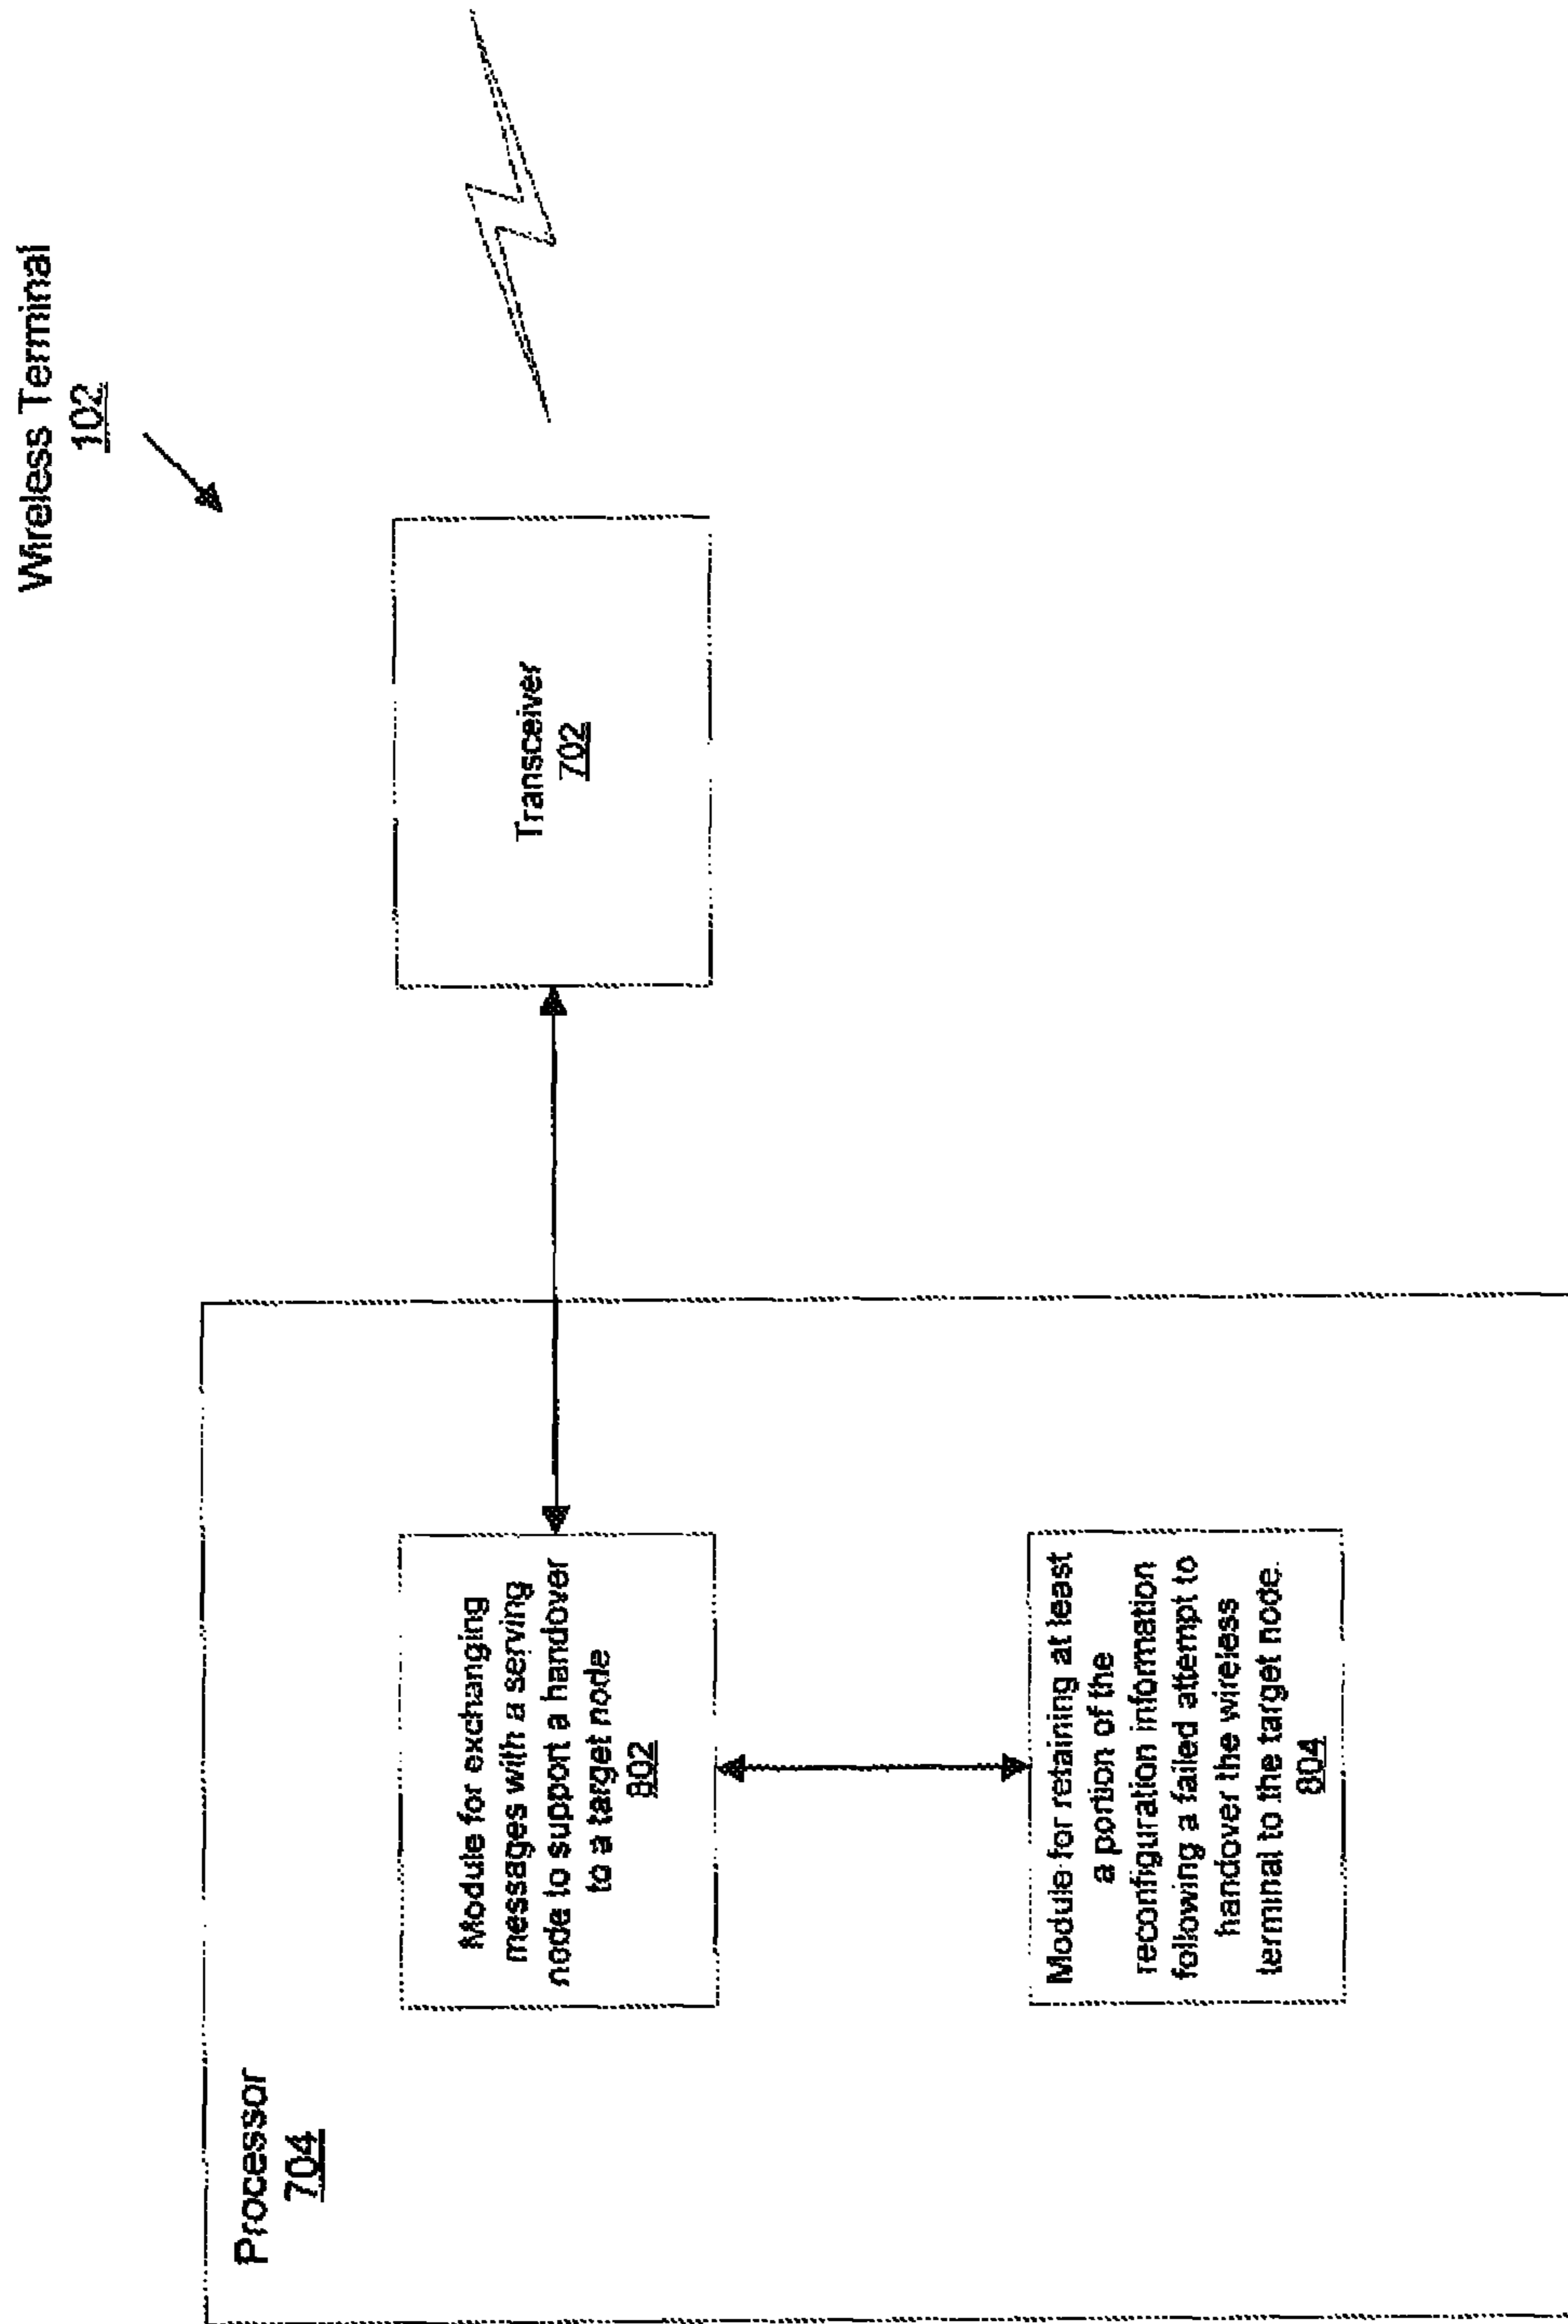 Wireless Terminal
102
Processor
704
Module for exchanging
messages with a serving
node to support a handover
to a target node
802
Transceiver
702
Module for retaining at least
a portion of the
reconfiguration information
following a failed attempt to
handover the wireless
terminal to the target node.
804